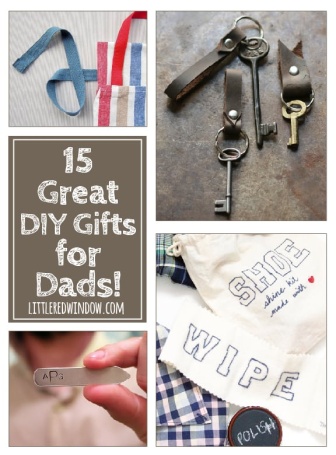 15
Great
DIY Gifts
for
Dads!
LITTLEREDWINDOW.COM
SHOE
shine kit
made with
WIPE
POLISH